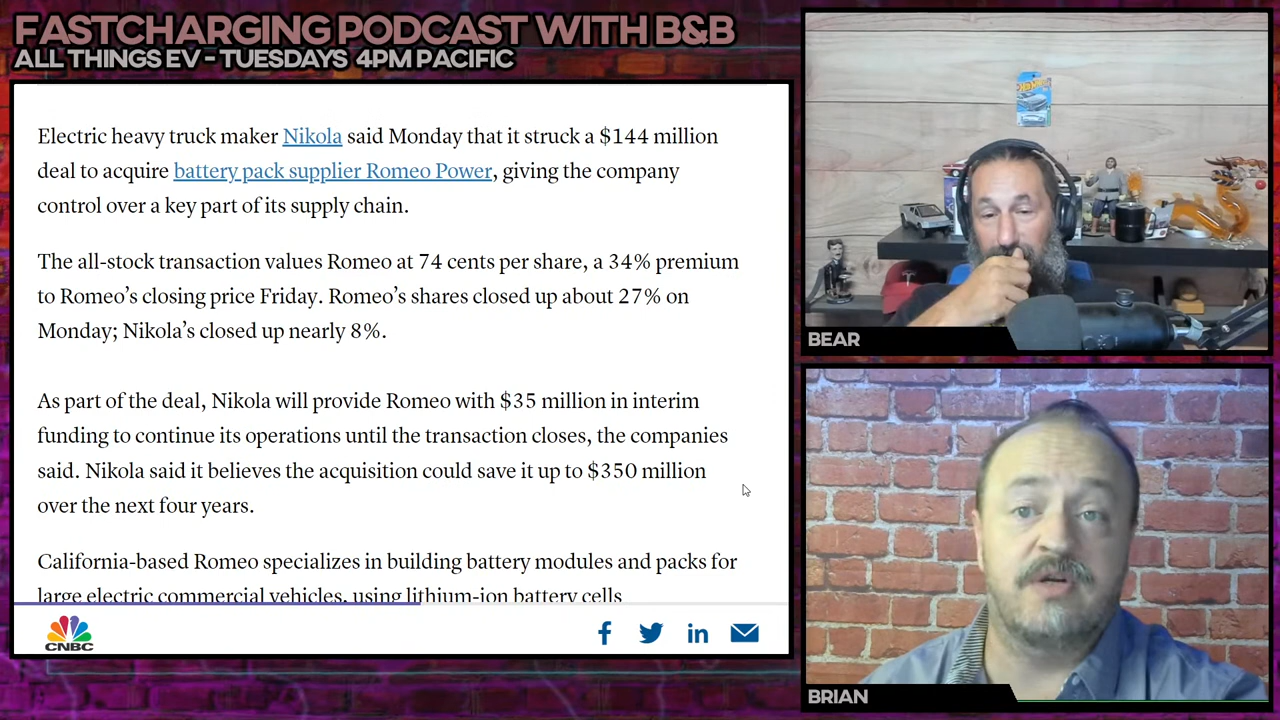 FASTCHARGING PODCAST WITH B&B
ALL THINGS EV - TUESDAYS 4PM PACIFIC
Electric heavy truck maker Nikola said Monday that it struck a $144 million
deal to acquire battery pack supplier Romeo Power, giving the company
control over a key part of its supply chain.
The all-stock transaction values Romeo at 74 cents per share, a 34% premium
to Romeo’s closing price Friday. Romeo’s shares closed up about 27% on
Monday; Nikola’s closed up nearly 8%.
As part of the deal, Nikola will provide Romeo with $35 million in interim
funding to continue its operations until the transaction closes, the companies
said. Nikola said it believes the acquisition could save it up to $350 million
over the next four years.
California-based Romeo specializes in building battery modules and packs for
large electric commercial vehicles, using lithium-ion battery cells
CNBC
f
in
Hot Wheels
BEAR
BRIAN